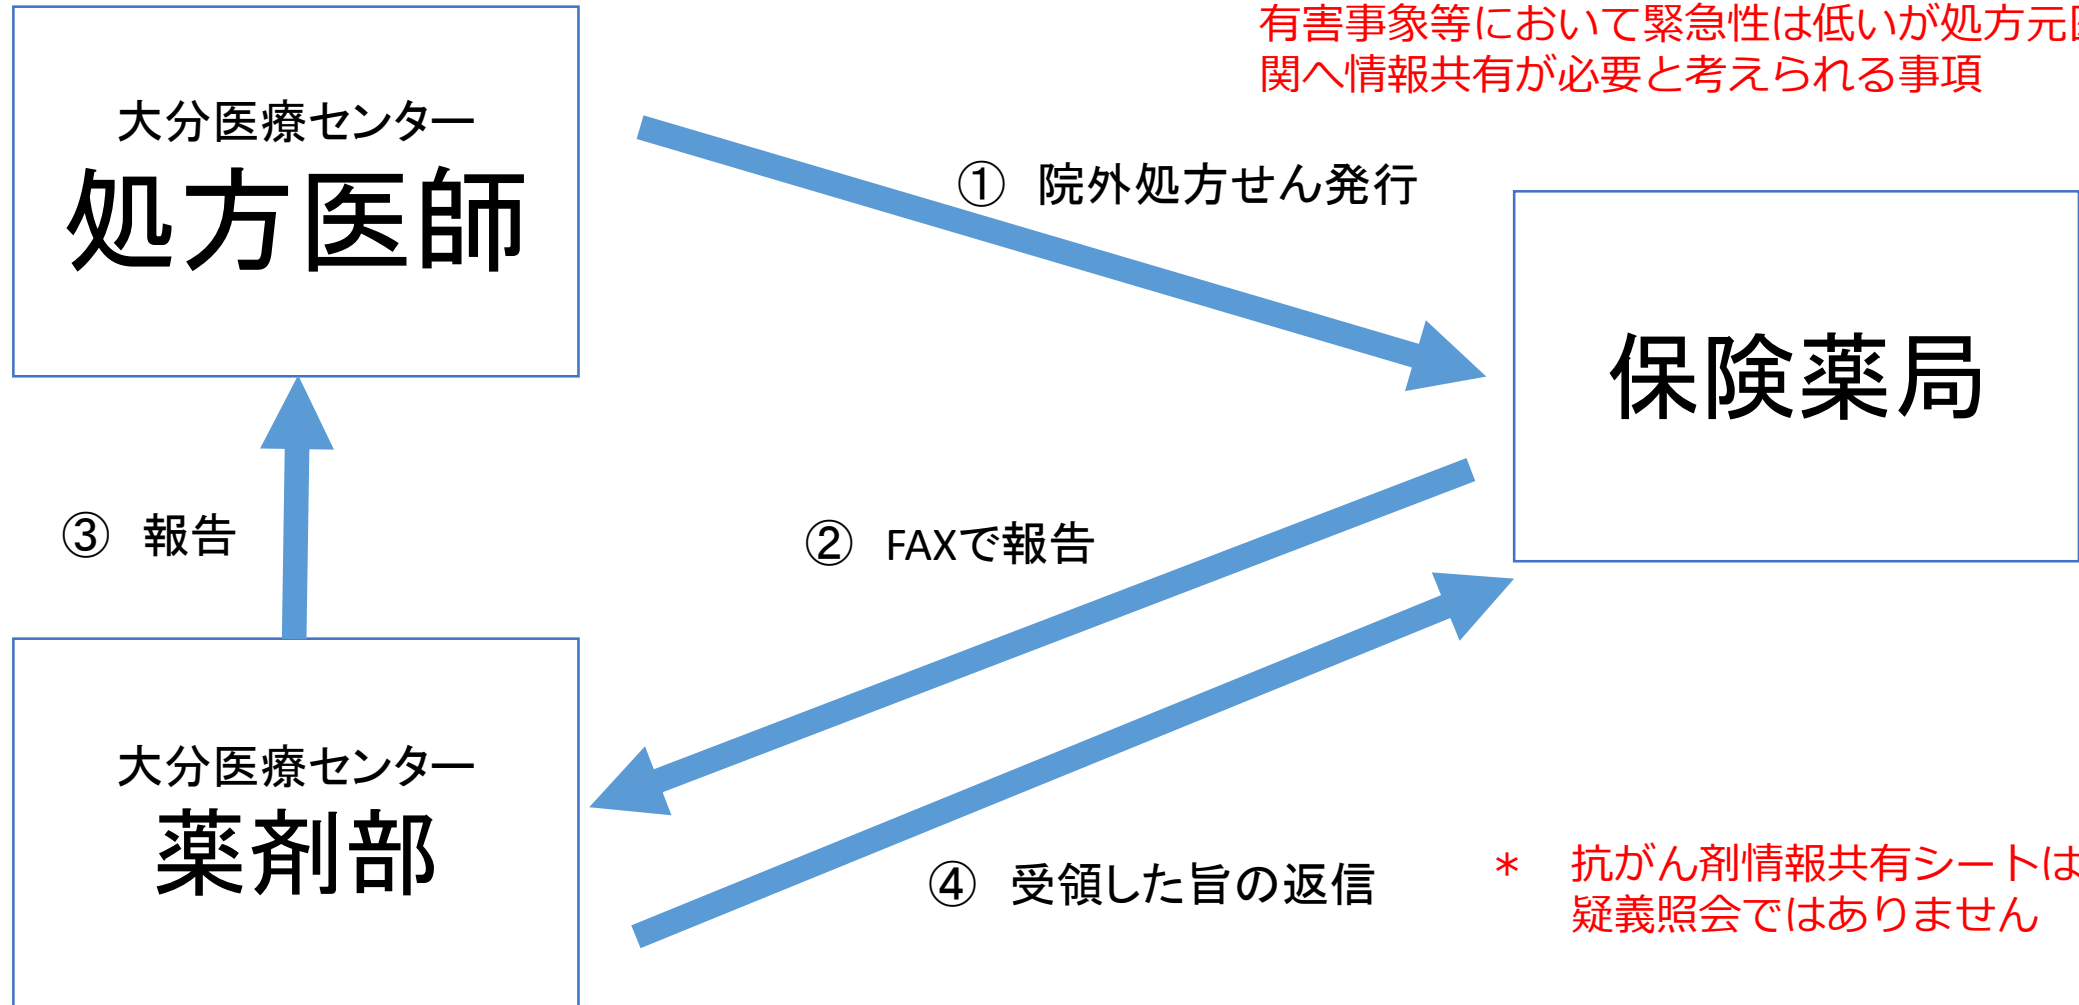 有害事象等において緊急性は低いが処方元
関へ情報共有が必要と考えられる事項
大分医療センター
処方医師
① 院外処方せん発行
保険薬局
③ 報告
② FAXで報告
大分医療センター
薬剤部
④ 受領した旨の返信
* 抗がん剤情報共有シートは
疑義照会ではありません